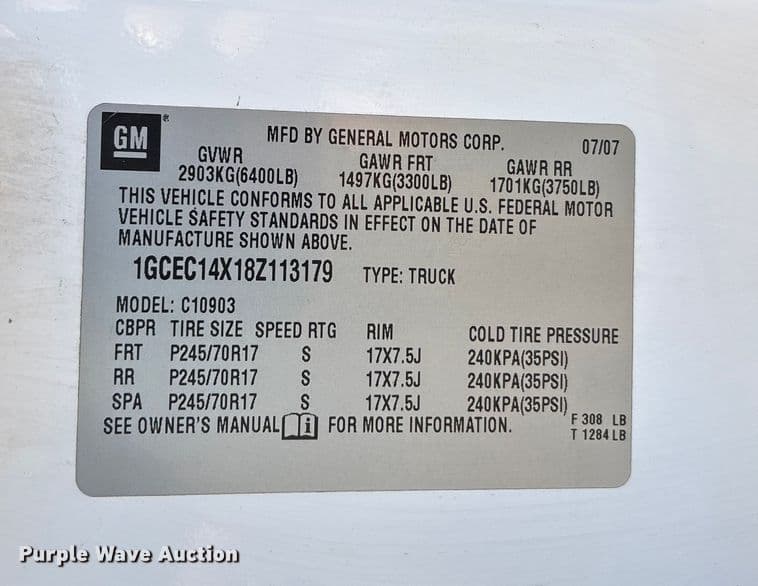 GM ®
MFD BY GENERAL MOTORS CORP. 07/07
GVWR GAWR FRT GAWR RR
2903KG(6400LB) 1497KG(3300LB) 1701KG(3750LB)
THIS VEHICLE CONFORMS TO ALL APPLICABLE U.S. FEDERAL MOTOR
VEHICLE SAFETY STANDARDS IN EFFECT ON THE DATE OF
MANUFACTURE SHOWN ABOVE.
1GCEC14X18Z113179 TYPE: TRUCK
MODEL: C10903
CBPR TIRE SIZE SPEED RTG RIM COLD TIRE PRESSURE
FRT P245/70R17 S 17X7.5J 240KPA(35PSI)
RR P245/70R17 S 17X7.5J 240KPA(35PSI)
SPA P245/70R17 S 17X7.5J 240KPA(35PSI)
SEE OWNER'S MANUAL i FOR MORE INFORMATION.
F 308 LB
T 1284 LB
Purple Wave Auction